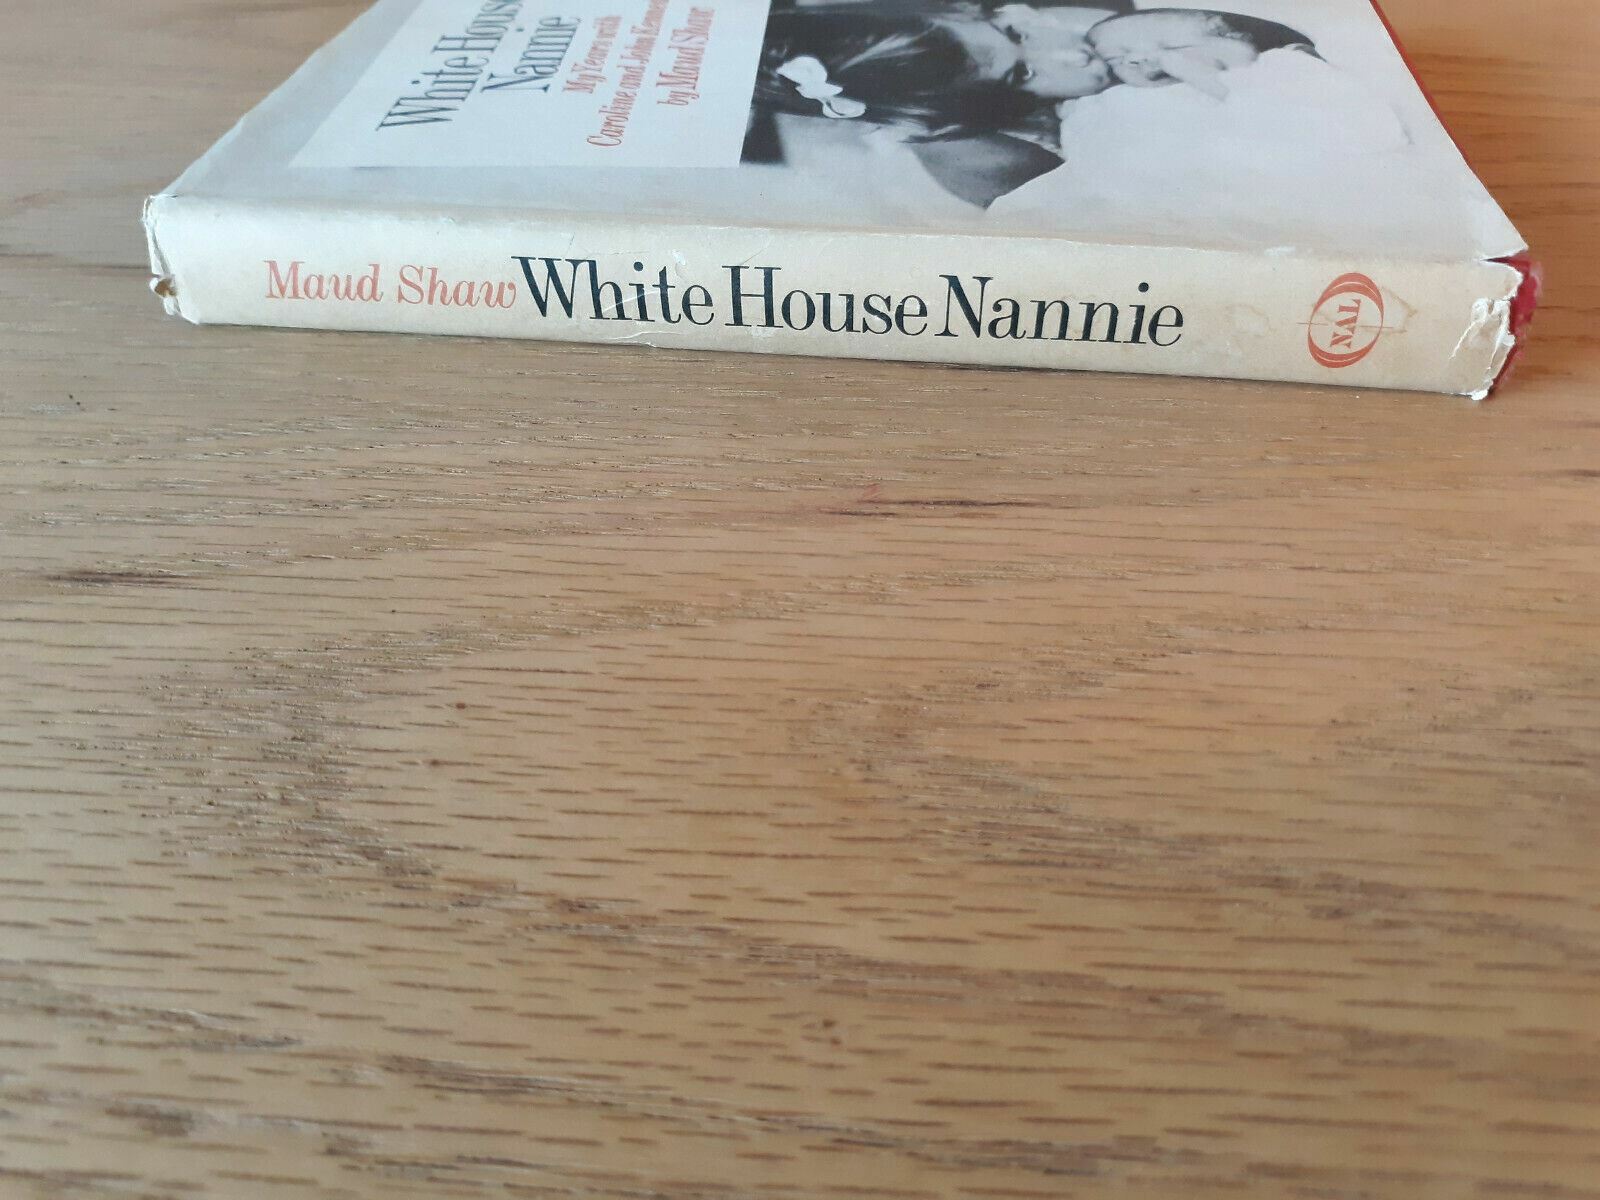 White House
Nannie
My Years with
Caroline and John Kennedy
by Maud Shaw
Maud Shaw White House Nannie NAL